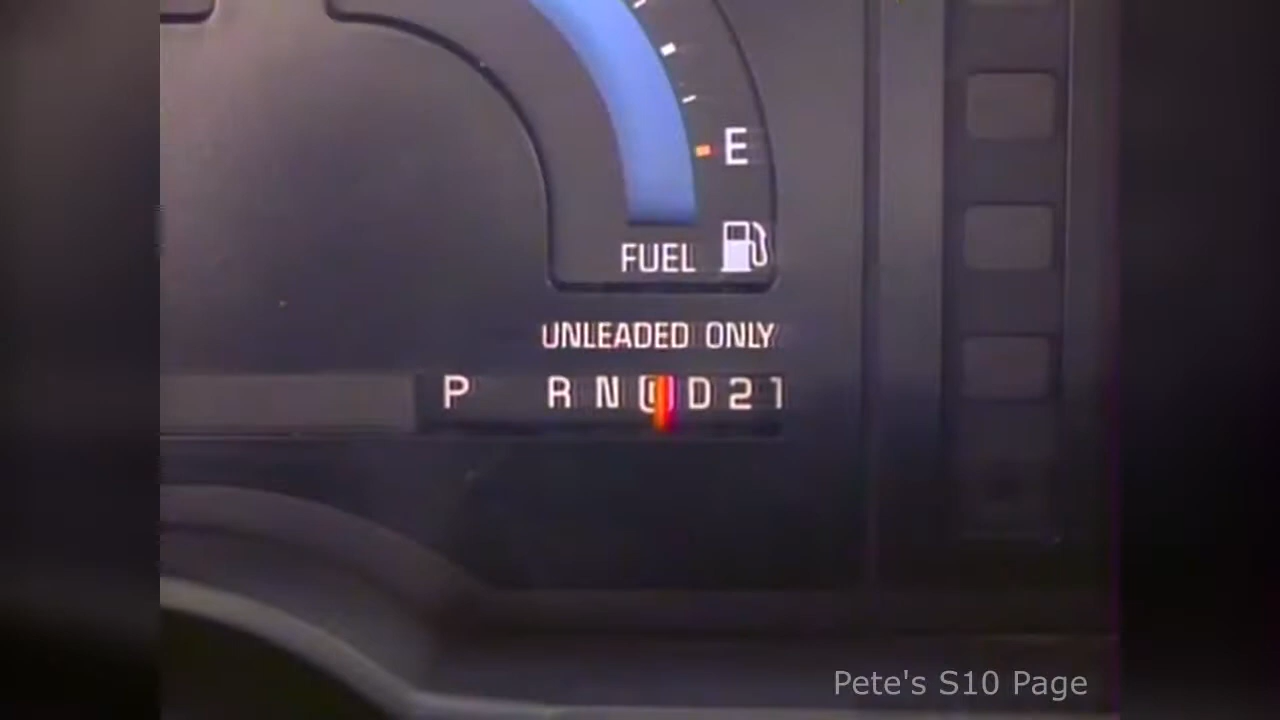 E
FUEL
UNLEADED ONLY
P R N D 2 1
Pete's S10 Page